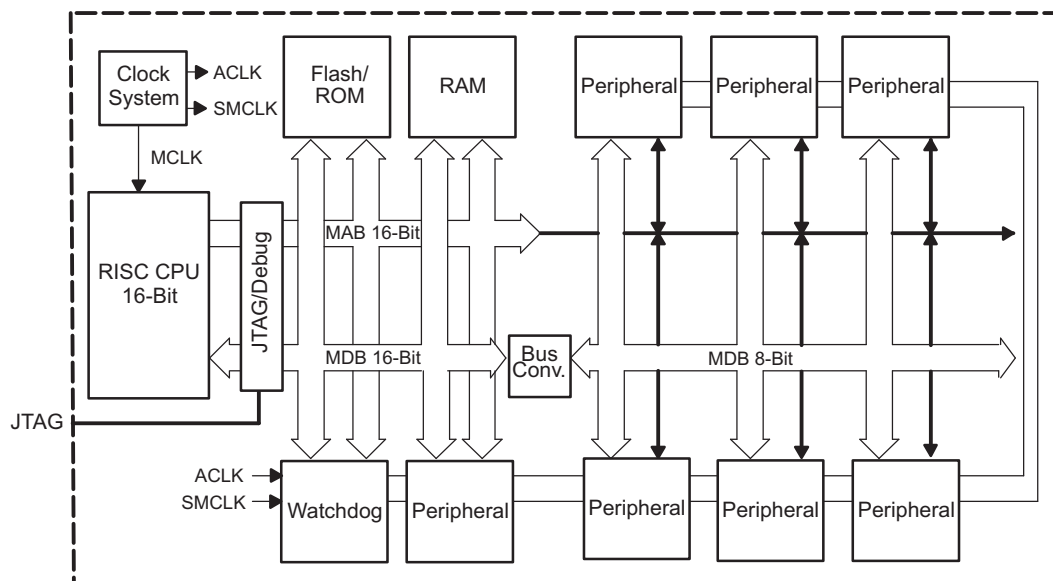 Clock
System
ACLK
SMCLK
MCLK
Flash/
ROM
RAM
Peripheral
Peripheral
Peripheral
RISC CPU
16-Bit
JTAG/Debug
MAB 16-Bit
MDB 16-Bit
Bus
Conv.
MDB 8-Bit
JTAG
ACLK
SMCLK
Watchdog
Peripheral
Peripheral
Peripheral
Peripheral